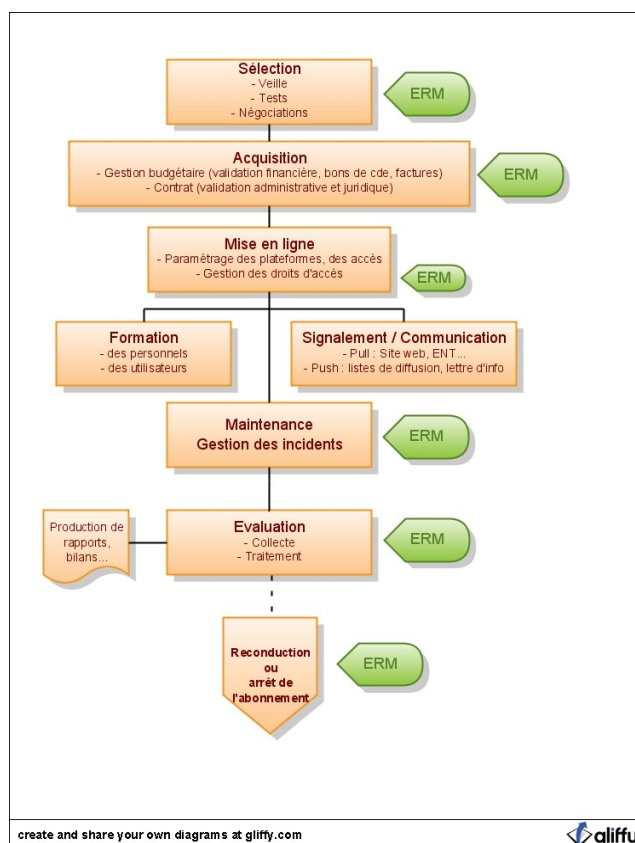 Sélection
- Veille
- Tests
- Négociations
ERM
Acquisition
- Gestion budgétaire (validation financière, bons de cde, factures)
- Contrat (validation administrative et juridique)
ERM
Mise en ligne
- Paramétrage des plateformes, des accès
- Gestion des droits d'accès
ERM
Formation
- des personnels
- des utilisateurs
Signalement / Communication
- Pull : Site web, ENT...
- Push : listes de diffusion, lettre d'info
Maintenance
Gestion des incidents
ERM
Production de
rapports,
bilans...
Evaluation
- Collecte
- Traitement
ERM
Reconduction
ou
arrêt de
l'abonnement
ERM
create and share your own diagrams at gliffy.com
gliffy